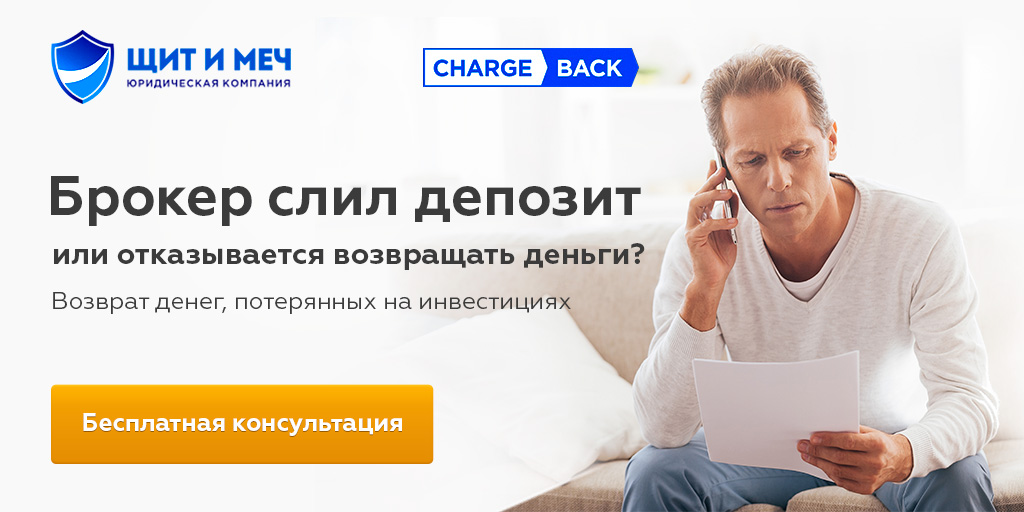 ЩИТ И МЕЧ
ЮРИДИЧЕСКАЯ КОМПАНИЯ
CHARGE BACK
Брокер слил депозит
или отказывается возвращать деньги?
Возврат денег, потерянных на инвестициях
Бесплатная консультация